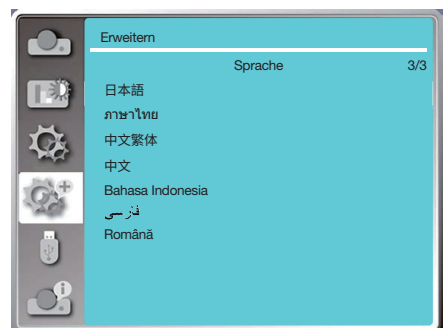 Erweitern
Sprache 3/3
日本語
ภาษาไทย
中文繁体
中文
Bahasa Indonesia
فارسی
Română